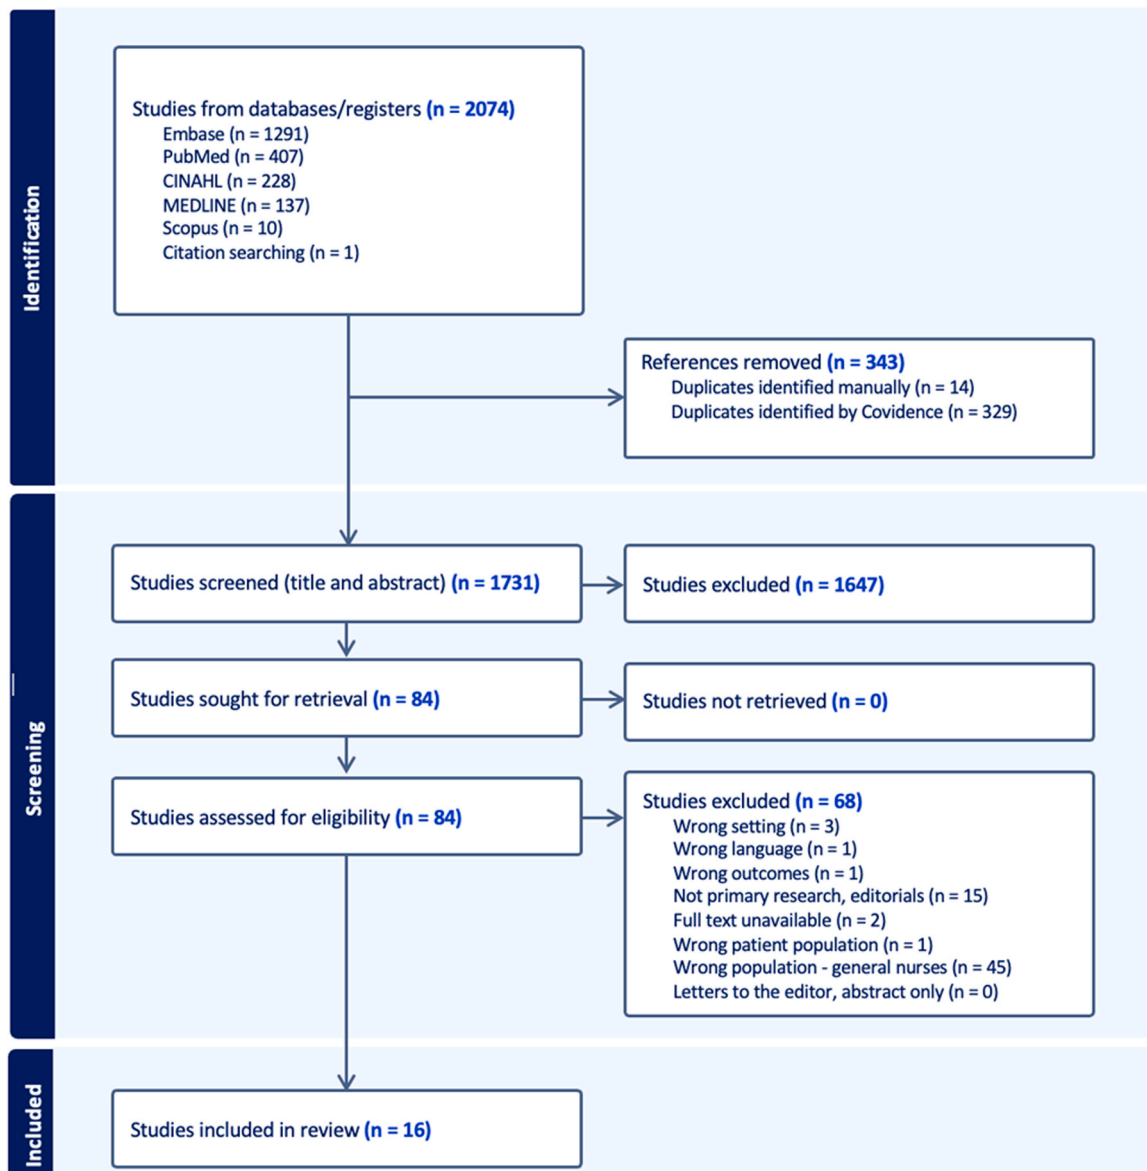 Identification
Studies from databases/registers (n = 2074)
Embase (n = 1291)
PubMed (n = 407)
CINAHL (n = 228)
MEDLINE (n = 137)
Scopus (n = 10)
Citation searching (n = 1)
References removed (n = 343)
Duplicates identified manually (n = 14)
Duplicates identified by Covidence (n = 329)
Screening
Studies screened (title and abstract) (n = 1731)
Studies excluded (n = 1647)
Studies sought for retrieval (n = 84)
Studies not retrieved (n = 0)
Studies assessed for eligibility (n = 84)
Studies excluded (n = 68)
Wrong setting (n = 3)
Wrong language (n = 1)
Wrong outcomes (n = 1)
Not primary research, editorials (n = 15)
Full text unavailable (n = 2)
Wrong patient population (n = 1)
Wrong population - general nurses (n = 45)
Letters to the editor, abstract only (n = 0)
Included
Studies included in review (n = 16)